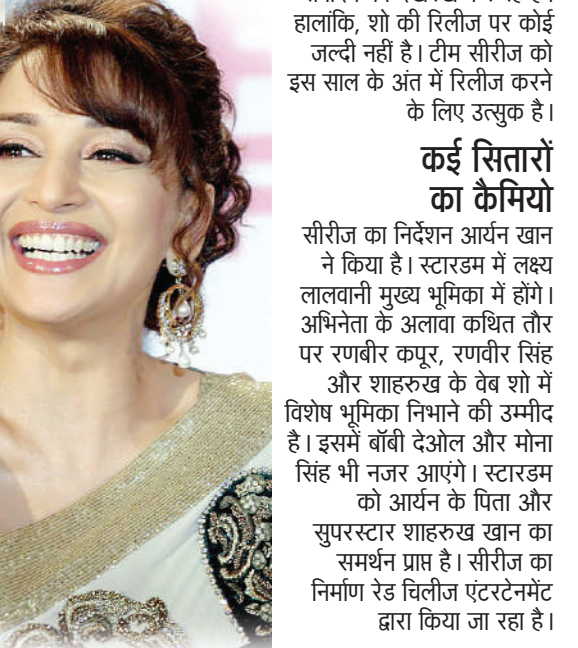 हालांकि, शो की रिलीज पर कोई
जल्दी नहीं है। टीम सीरीज को
इस साल के अंत में रिलीज करने
के लिए उत्सुक है।
कई सितारों
का कैमियो
सीरीज का निर्देशन आर्यन खान
ने किया है। स्टारडम में लक्ष्य
लालवानी मुख्य भूमिका में होंगे।
अभिनेता के अलावा कथित तौर
पर रणबीर कपूर, रणवीर सिंह
और शाहरुख के वेब शो में
विशेष भूमिका निभाने की उम्मीद
है। इसमें बॉबी देओल और मोना
सिंह भी नजर आएंगे। स्टारडम
को आर्यन के पिता और
सुपरस्टार शाहरुख खान का
समर्थन प्राप्त है। सीरीज का
निर्माण रेड चिलीज एंटरटेनमेंट
द्वारा किया जा रहा है।